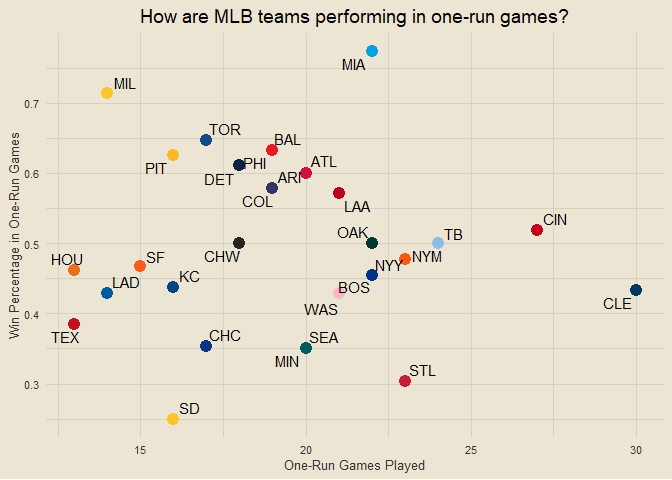 How are MLB teams performing in one-run games?
MIA
MIL
0.7
TOR
BAL
PIT
PHI
ATL
0.6
DET
ARI
COL
LAA
CIN
OAK
TB
0.5
CHW
NYM
HOU
SF
NYY
KC
LAD
BOS
WAS
CLE
0.4
TEX
CHC
SEA
MIN
STL
0.3
SD
15
20
25
30
One-Run Games Played
Win Percentage in One-Run Games